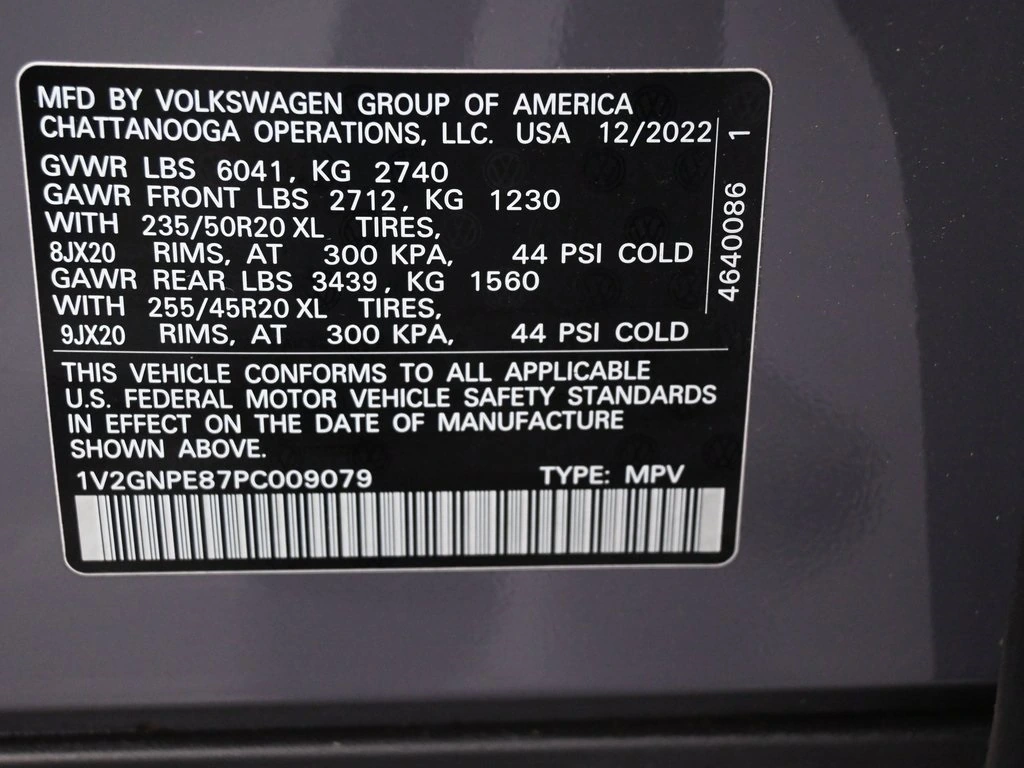 MFD BY VOLKSWAGEN GROUP OF AMERICA
CHATTANOOGA OPERATIONS, LLC. USA 12/2022
GVWR LBS 6041, KG 2740
GAWR FRONT LBS 2712, KG 1230
WITH 235/50R20 XL TIRES,
8JX20 RIMS, AT 300 KPA, 44 PSI COLD
GAWR REAR LBS 3439, KG 1560
WITH 255/45R20 XL TIRES,
9JX20 RIMS, AT 300 KPA, 44 PSI COLD
4640086 1
THIS VEHICLE CONFORMS TO ALL APPLICABLE
U.S. FEDERAL MOTOR VEHICLE SAFETY STANDARDS
IN EFFECT ON THE DATE OF MANUFACTURE
SHOWN ABOVE.
1V2GNPE87PC009079 TYPE: MPV